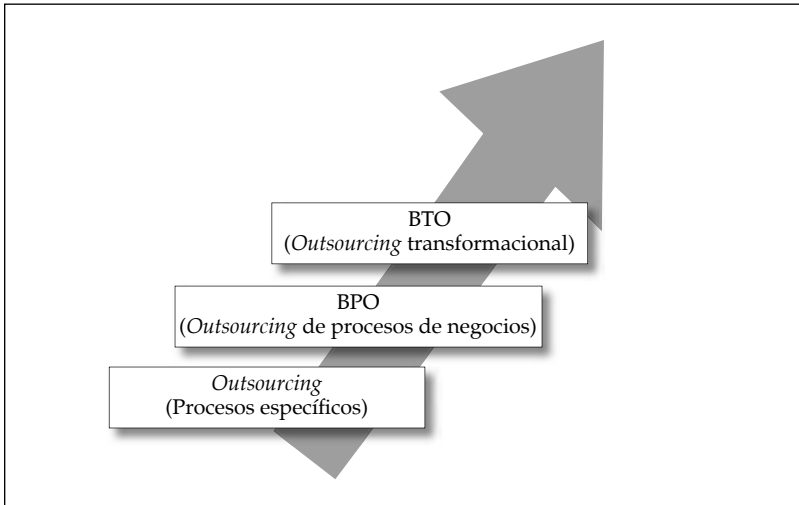 BTO
(Outsourcing transformacional)
BPO
(Outsourcing de procesos de negocios)
Outsourcing
(Procesos específicos)